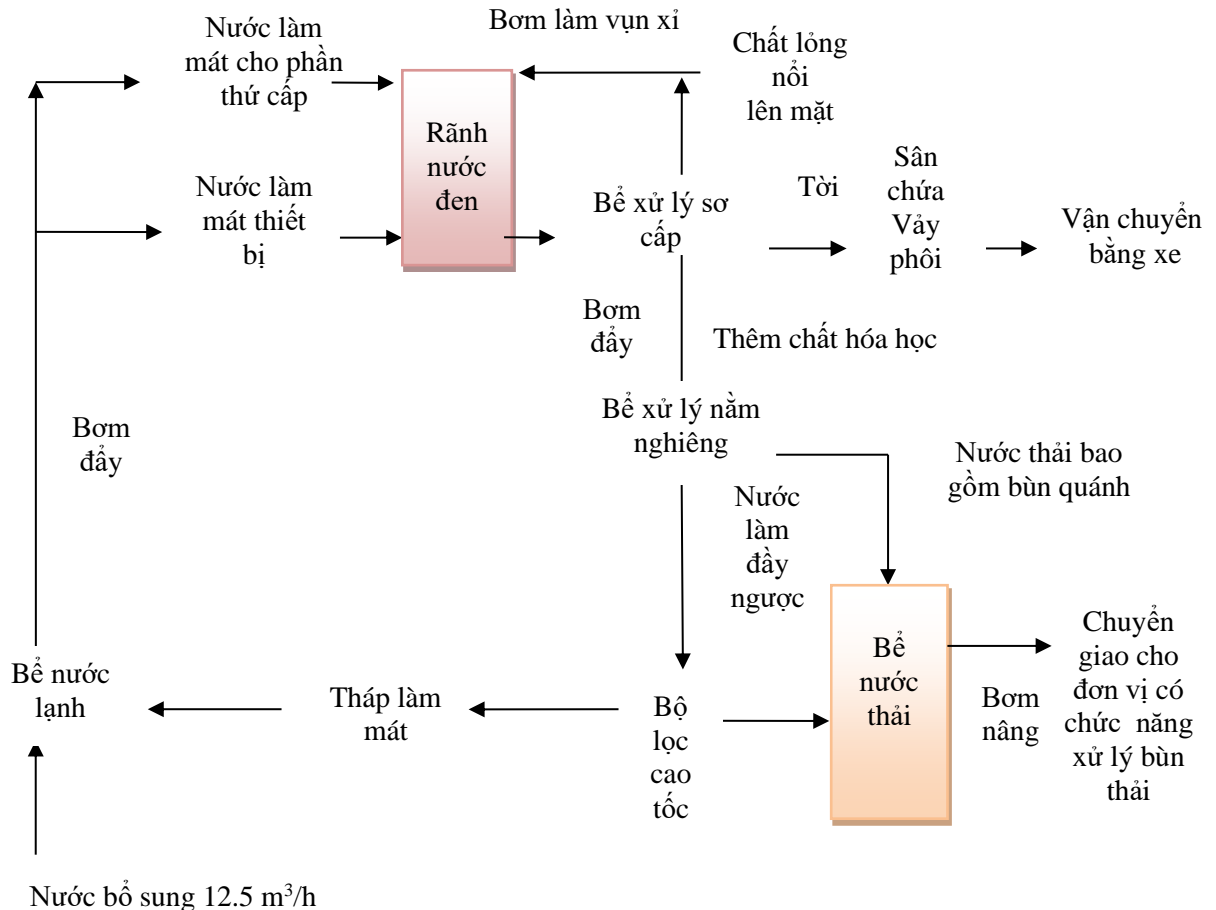 Nước làm
mát cho phần
thứ cấp
Bơm làm vụn xỉ
Chất lỏng
nổi
lên mặt
Rãnh
nước
đen
Nước làm
mát thiết
bị
Bể xử lý sơ
cấp
Tời
Sân
chứa
Vảy
phôi
Vận chuyển
bằng xe
Bơm
đẩy
Thêm chất hóa học
Bể xử lý nằm
nghiêng
Bơm
đẩy
Nước thải bao
gồm bùn quánh
Nước
làm
đầy
ngược
Bể
nước
thải
Chuyển
giao cho
đơn vị có
chức năng
xử lý bùn
thải
Bơm
nâng
Bể nước
lạnh
Tháp làm
mát
Bộ
lọc
cao
tốc
Nước bổ sung 12.5 m³/h